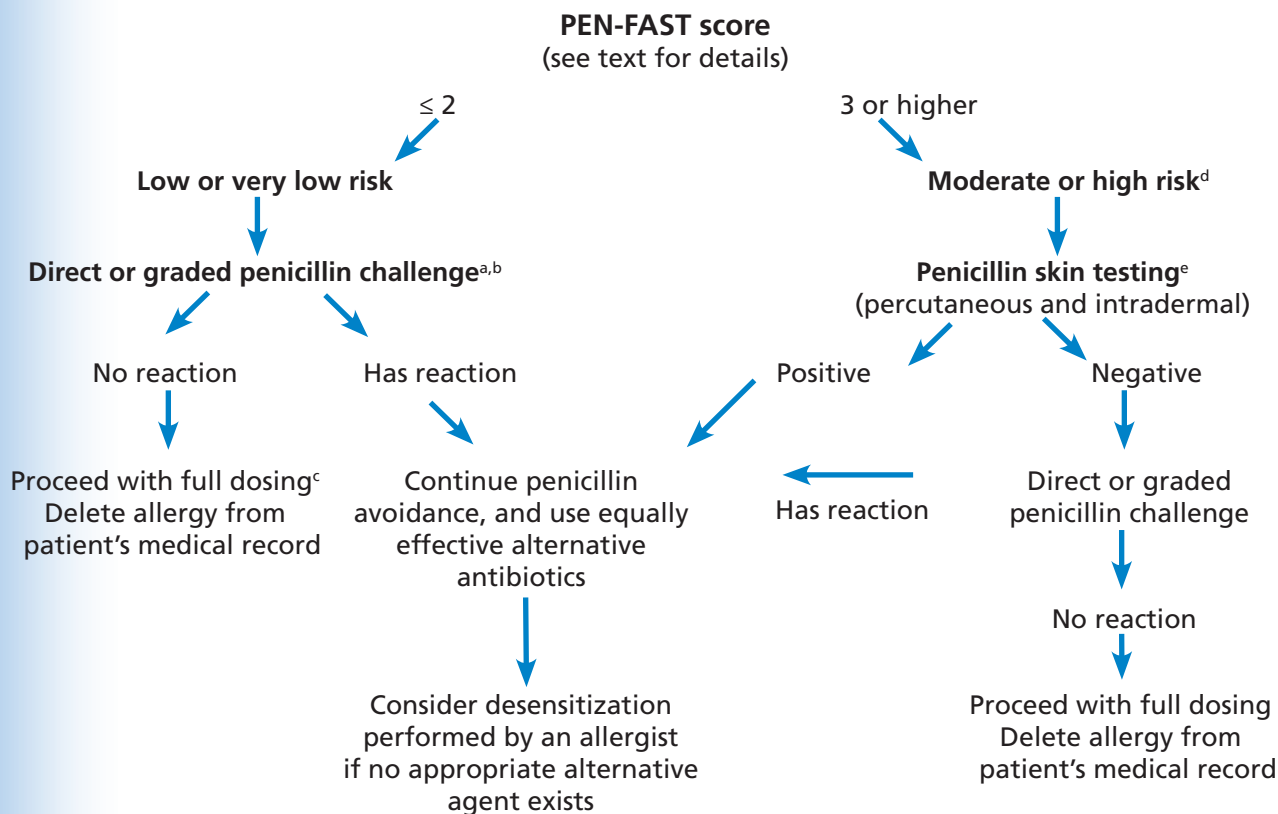 PEN-FAST score
(see text for details)
≤ 2
3 or higher
Low or very low risk
Moderate or high riskᵈ
Direct or graded penicillin challengeᵃ,ᵇ
Penicillin skin testingᵉ
(percutaneous and intradermal)
No reaction
Has reaction
Positive
Negative
Proceed with full dosingᶜ
Delete allergy from
patient's medical record
Continue penicillin
avoidance, and use equally
effective alternative
antibiotics
Has reaction
Direct or graded
penicillin challenge
No reaction
Consider desensitization
performed by an allergist
if no appropriate alternative
agent exists
Proceed with full dosing
Delete allergy from
patient's medical record